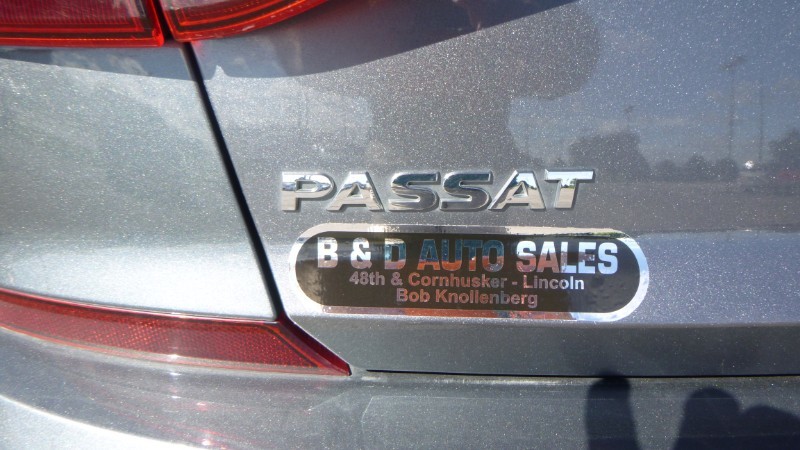 PASSAT
B & D AUTO SALES
48th & Cornhusker - Lincoln
Bob Knollenberg